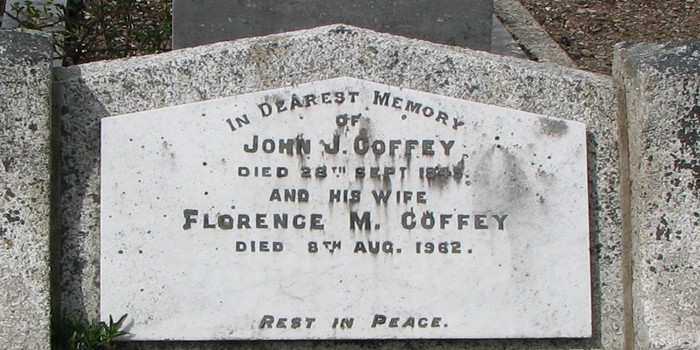 IN DEAREST MEMORY
OF
JOHN J. COFFEY
DIED 28TH SEPT
AND HIS WIFE
FLORENCE M. COFFEY
DIED 8TH AUG. 1962.
REST IN PEACE.